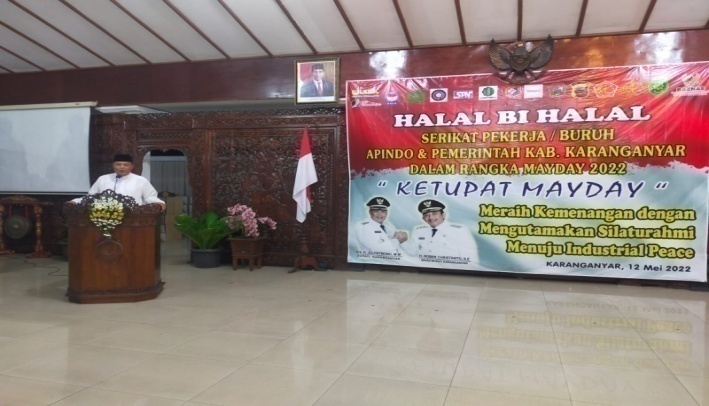 HALAL BI HALAL
SERIKAT PEKERJA / BURUH
APINDO & PEMERINTAH KAB. KARANGANYAR
DALAM RANGKA MAYDAY 2022
" KETUPAT MAYDAY "
Meraih Kemenangan dengan
Mengutamakan Silaturahmi
Menuju Industrial Peace
KARANGANYAR, 12 Mei 2022